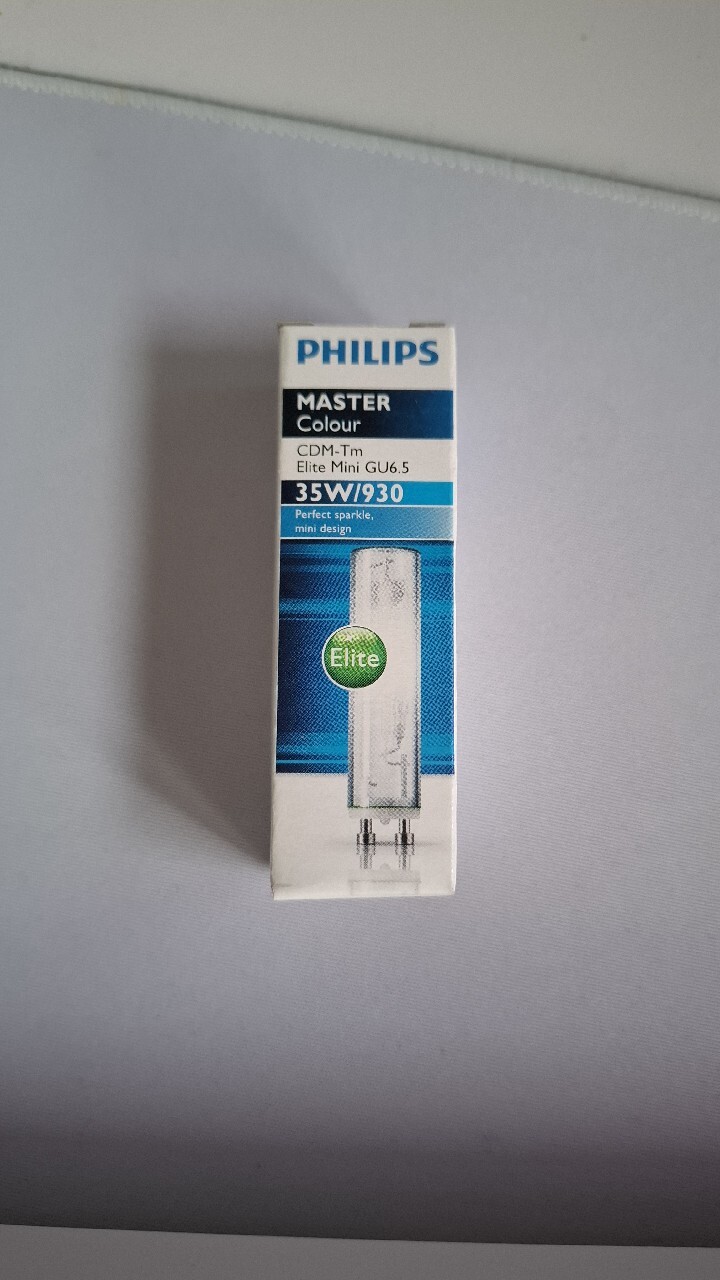 PHILIPS
MASTER
Colour
CDM-Tm
Elite Mini GU6.5
35W/930
Perfect sparkle,
mini design
Elite